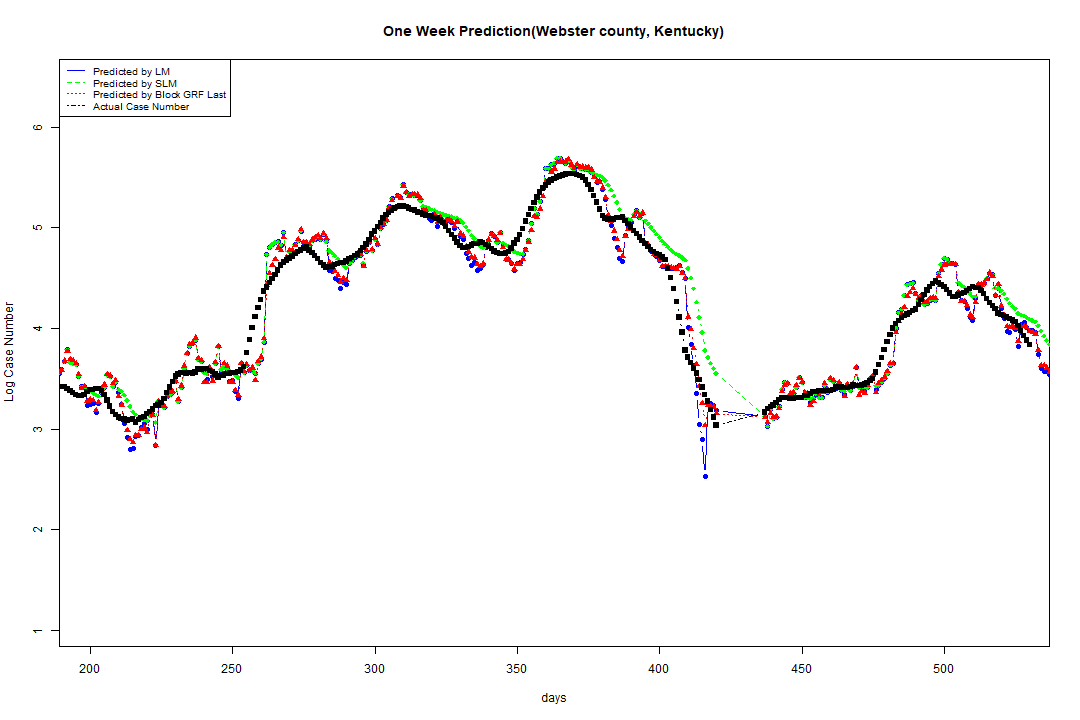 One Week Prediction(Webster county, Kentucky)
Predicted by LM
Predicted by SLM
Predicted by Block GRF Last
Actual Case Number
Log Case Number
6
5
4
3
2
1
200 250 300 350 400 450 500
days